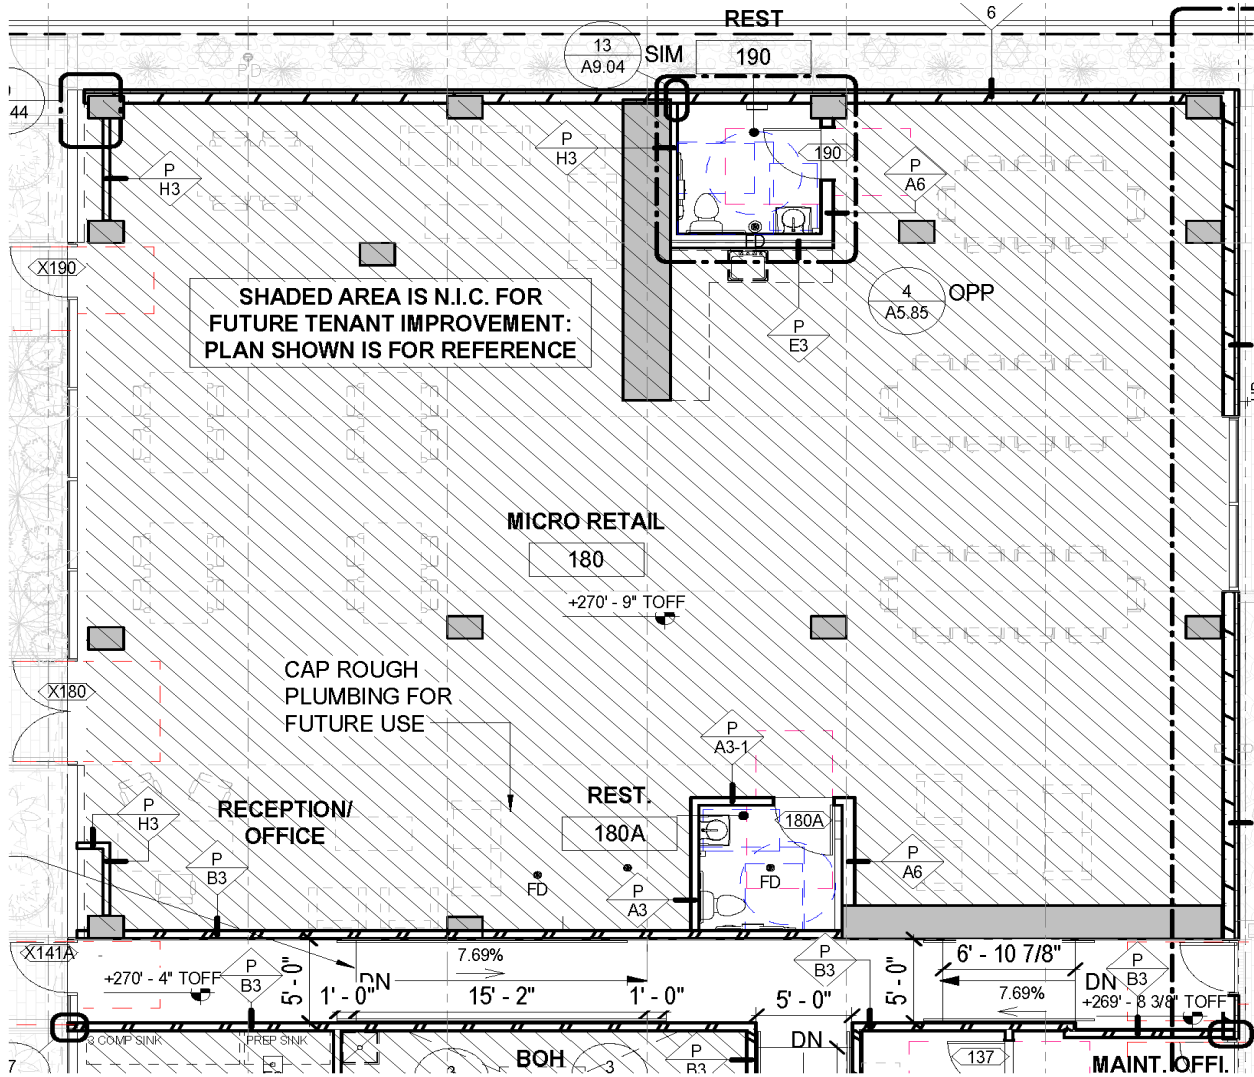 REST
190
6
13
A9.04
SIM
44
FD
P
H3
P
H3
190
P
A6
FD
X190
4
A5.85
OPP
P
E3
SHADED AREA IS N.I.C. FOR
FUTURE TENANT IMPROVEMENT:
PLAN SHOWN IS FOR REFERENCE
MICRO RETAIL
180
+270' - 9" TOFF
CAP ROUGH
PLUMBING FOR
FUTURE USE
X180
P
A3-1
REST.
180A
180A
RECEPTION/
OFFICE
P
H3
P
B3
FD
P
A3
FD
P
A6
X141A
+270' - 4" TOFF
P
B3
5' - 0"
DN
7.69%
1' - 0"
15' - 2"
1' - 0"
P
B3
5' - 0"
5' - 0"
6' - 10 7/8"
7.69%
DN
P
B3
+269' - 8 3/8" TOFF
3 COMP SINK
PREP SINK
BOH
3
3
P
B3
DN
137
MAINT. OFFI.
7